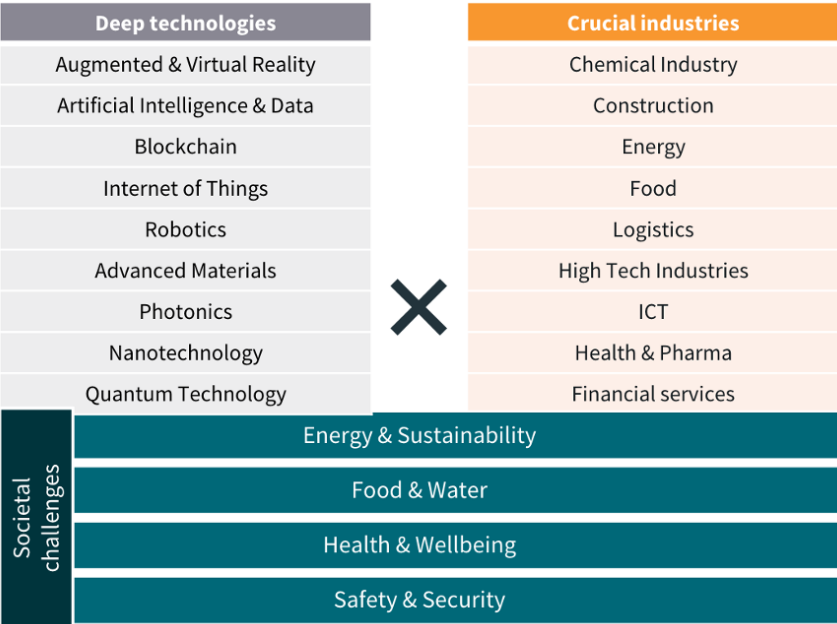 Deep technologies
Augmented & Virtual Reality
Artificial Intelligence & Data
Blockchain
Internet of Things
Robotics
Advanced Materials
Photonics
Nanotechnology
Quantum Technology
Crucial industries
Chemical Industry
Construction
Energy
Food
Logistics
High Tech Industries
ICT
Health & Pharma
Financial services
Societal
challenges
Energy & Sustainability
Food & Water
Health & Wellbeing
Safety & Security